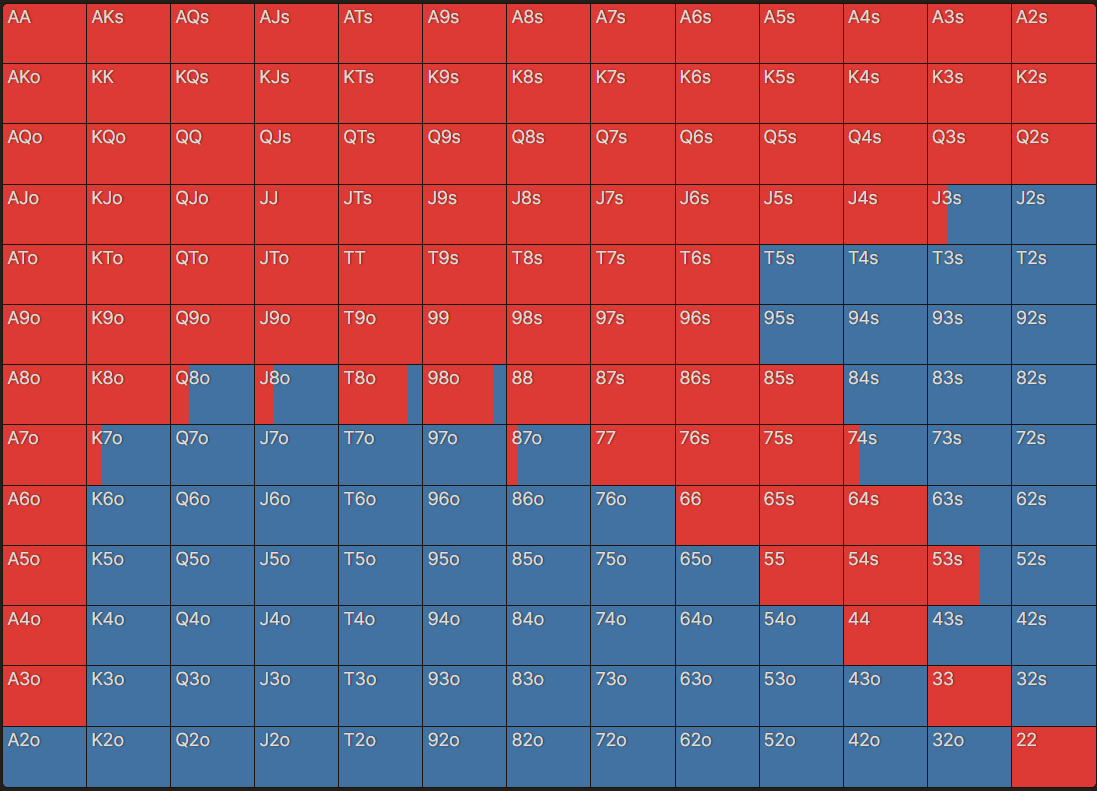 AA AKs AQs AJs ATs A9s A8s A7s A6s A5s A4s A3s A2s
AKo KK KQs KJs KTs K9s K8s K7s K6s K5s K4s K3s K2s
AQo KQo QQ QJs QTs Q9s Q8s Q7s Q6s Q5s Q4s Q3s Q2s
AJo KJo QJo JJ JTs J9s J8s J7s J6s J5s J4s J3s J2s
ATo KTo QTo JTo TT T9s T8s T7s T6s T5s T4s T3s T2s
A9o K9o Q9o J9o T9o 99 98s 97s 96s 95s 94s 93s 92s
A8o K8o Q8o J8o T8o 98o 88 87s 86s 85s 84s 83s 82s
A7o K7o Q7o J7o T7o 97o 87o 77 76s 75s 74s 73s 72s
A6o K6o Q6o J6o T6o 96o 86o 76o 66 65s 64s 63s 62s
A5o K5o Q5o J5o T5o 95o 85o 75o 65o 55 54s 53s 52s
A4o K4o Q4o J4o T4o 94o 84o 74o 64o 54o 44 43s 42s
A3o K3o Q3o J3o T3o 93o 83o 73o 63o 53o 43o 33 32s
A2o K2o Q2o J2o T2o 92o 82o 72o 62o 52o 42o 32o 22